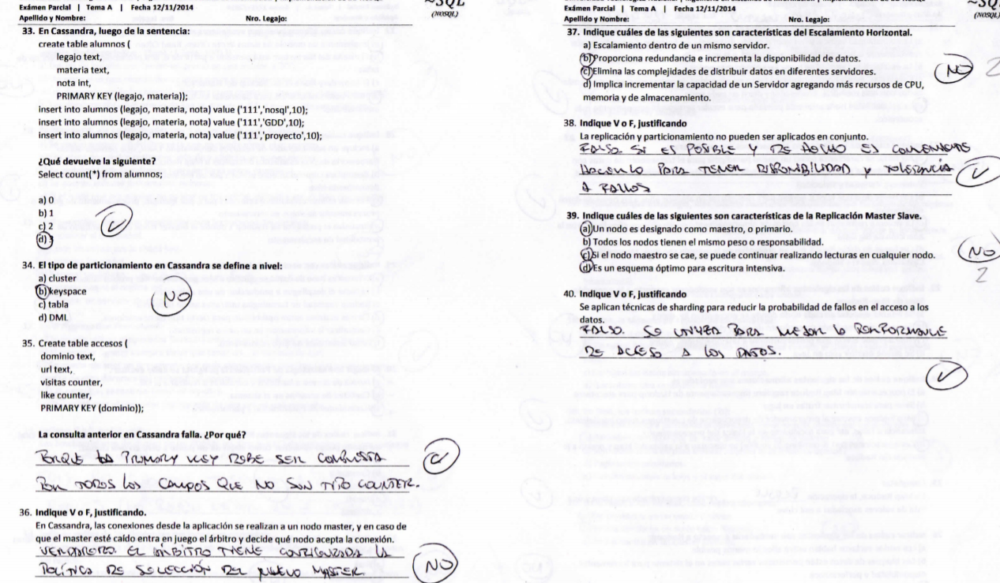 ~SQL
Exámen Parcial | Tema A | Fecha 12/11/2014
(NOSQL)
Apellido y Nombre: Nro. Legajo:
33. En Cassandra, luego de la sentencia:
create table alumnos (
legajo text,
materia text,
nota int,
PRIMARY KEY (legajo, materia));
insert into alumnos (legajo, materia, nota) value ('111','nosql',10);
insert into alumnos (legajo, materia, nota) value ('111','GDD',10);
insert into alumnos (legajo, materia, nota) value ('111','proyecto',10);
¿Qué devuelve la siguiente?
Select count(*) from alumnos;
a) 0
b) 1
c) 2
d) 3
34. El tipo de particionamiento en Cassandra se define a nivel:
a) cluster
b) keyspace
c) tabla
d) DML
NO
35. Create table accesos (
dominio text,
url text,
visitas counter,
like counter,
PRIMARY KEY (dominio));
La consulta anterior en Cassandra falla. ¿Por qué?
PORQUE LA PRIMARY KEY DEBE SER COMPUESTA
POR TODOS LOS CAMPOS QUE NO SON TIPO COUNTER.
36. Indique V o F, justificando.
En Cassandra, las conexiones desde la aplicación se realizan a un nodo master, y en caso de
que el master esté caldo entra en juego el árbitro y decide qué nodo acepta la conexión.
VERDADERO. EL ÁRBITRO TIENE CONFIGURADA LA
POLÍTICA DE SELECCIÓN DEL NUEVO MASTER.
NO
~SQL
Exámen Parcial | Tema A | Fecha 12/11/2014
(NOSQL)
Apellido y Nombre: Nro. Legajo:
37. Indique cuáles de las siguientes son características del Escalamiento Horizontal.
a) Escalamiento dentro de un mismo servidor.
b) Proporciona redundancia e incrementa la disponibilidad de datos.
c) Elimina las complejidades de distribuir datos en diferentes servidores.
d) Implica incrementar la capacidad de un Servidor agregando más recursos de CPU,
memoria y de almacenamiento.
NO 2
38. Indique V o F, justificando
La replicación y particionamiento no pueden ser aplicados en conjunto.
FALSO. SI ES POSIBLE Y DE HECHO ES CONVENIENTE
HACERLO PARA TENER DISPONIBILIDAD Y TOLERANCIA
A FALLOS
39. Indique cuáles de las siguientes son características de la Replicación Master Slave.
a) Un nodo es designado como maestro, o primario.
b) Todos los nodos tienen el mismo peso o responsabilidad.
c) Si el nodo maestro se cae, se puede continuar realizando lecturas en cualquier nodo.
d) Es un esquema óptimo para escritura intensiva.
NO
2
40. Indique V o F, justificando
Se aplican técnicas de sharding para reducir la probabilidad de fallos en el acceso a los
datos.
FALSO. SE UTILIZA PARA MEJORAR LA PERFORMANCE
DE ACCESO A LOS DATOS.